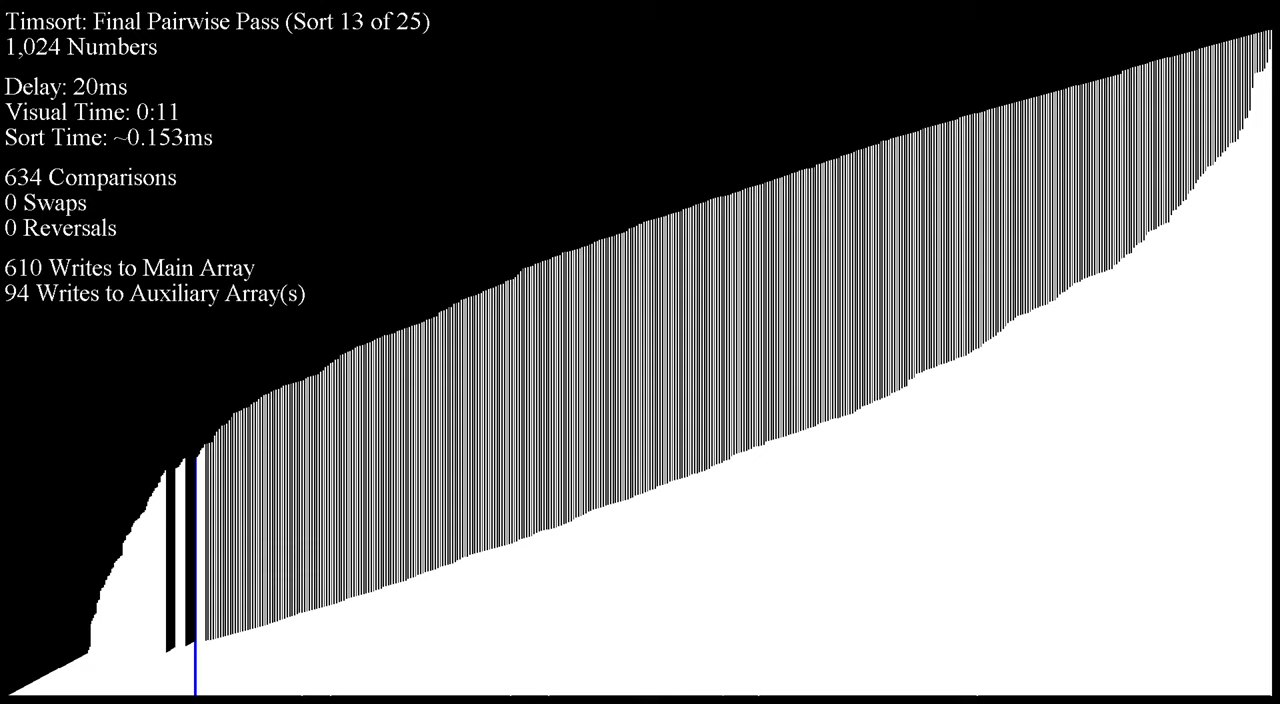 Timsort: Final Pairwise Pass (Sort 13 of 25)
1,024 Numbers
Delay: 20ms
Visual Time: 0:11
Sort Time: ~0.153ms
634 Comparisons
0 Swaps
0 Reversals
610 Writes to Main Array
94 Writes to Auxiliary Array(s)